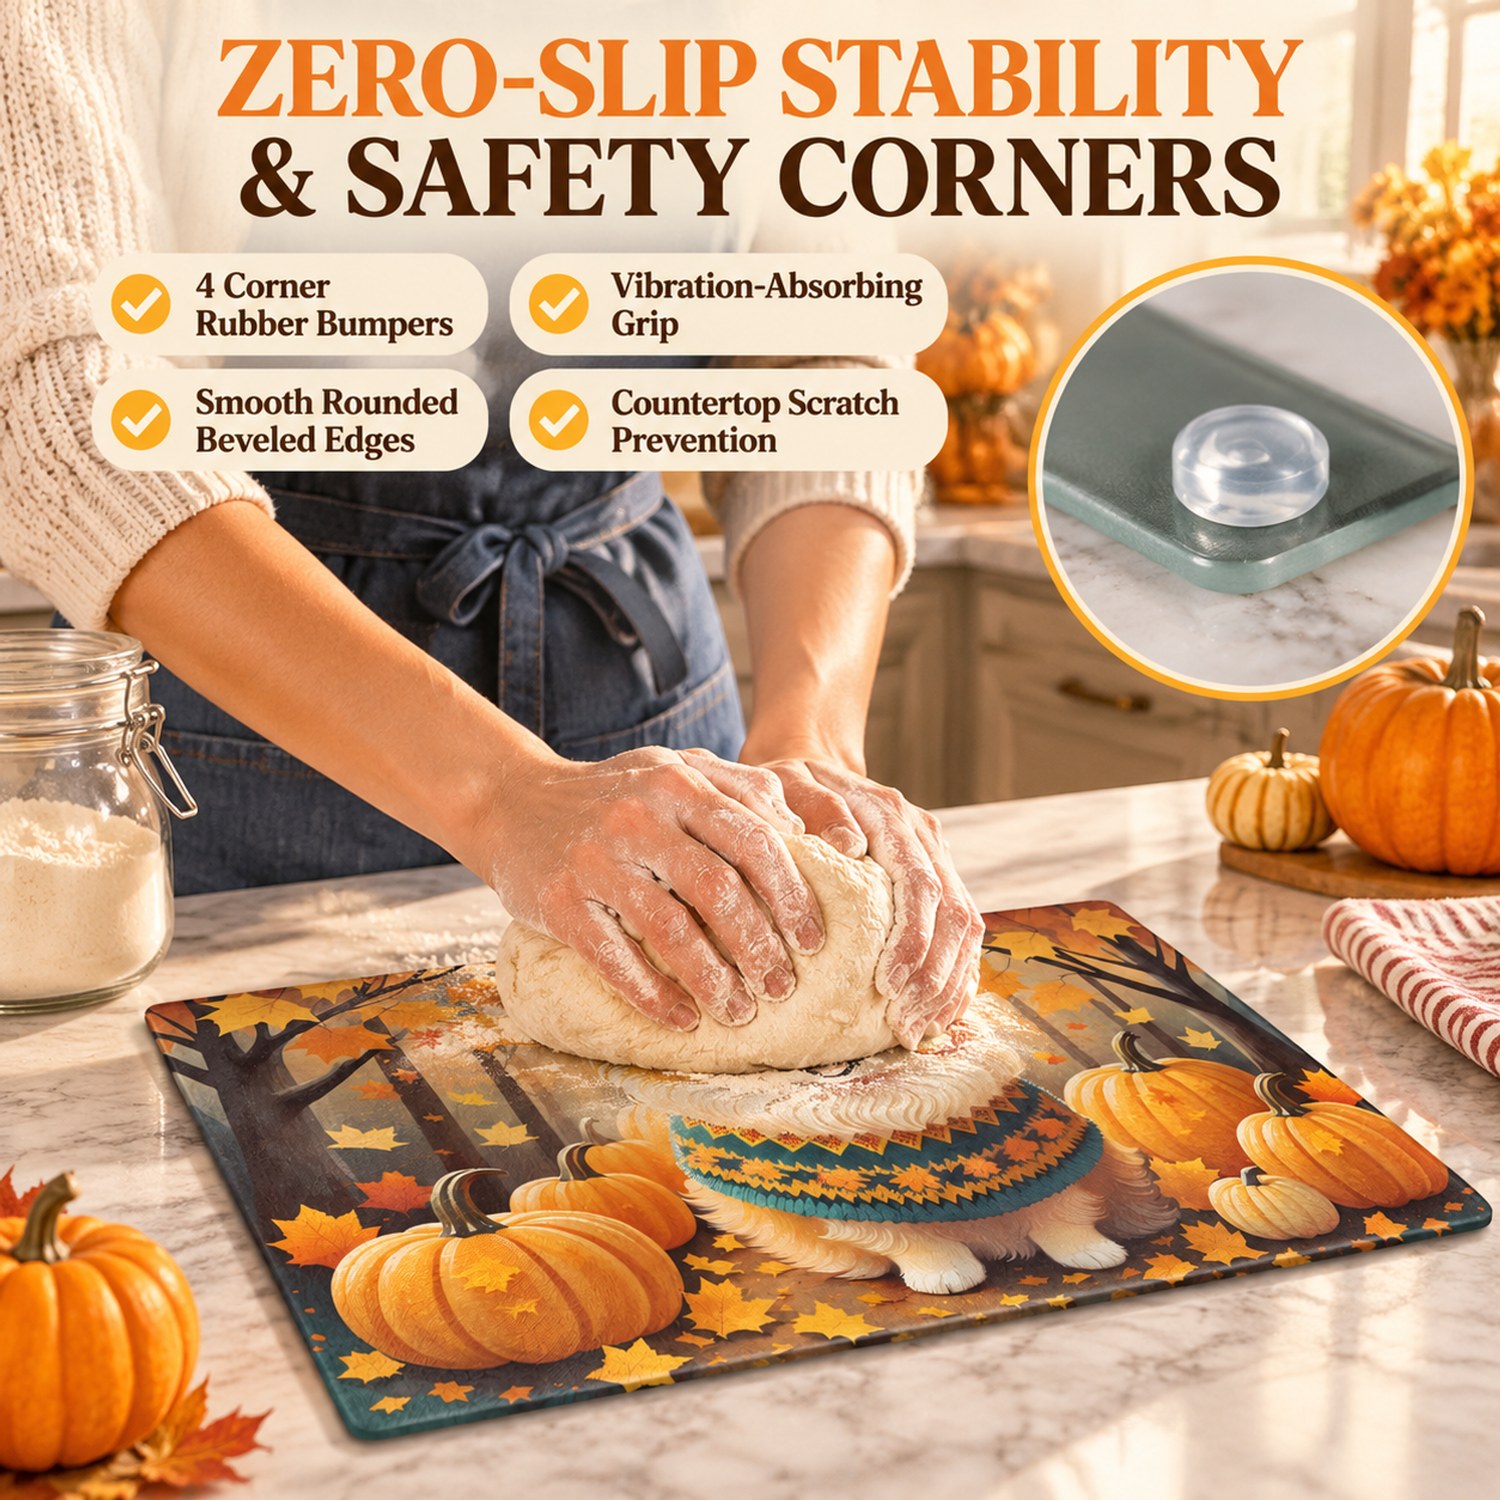 ZERO-SLIP STABILITY
& SAFETY CORNERS
4 Corner
Rubber Bumpers
Vibration-Absorbing
Grip
Smooth Rounded
Beveled Edges
Countertop Scratch
Prevention